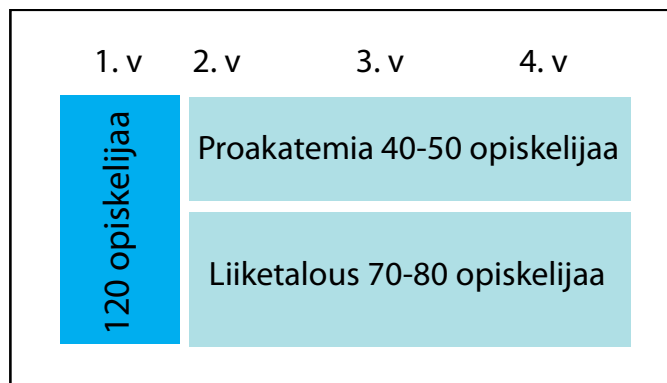 1. v 2. v 3. v 4. v
120 opiskelijaa
Proakatemia 40-50 opiskelijaa
Liiketalous 70-80 opiskelijaa